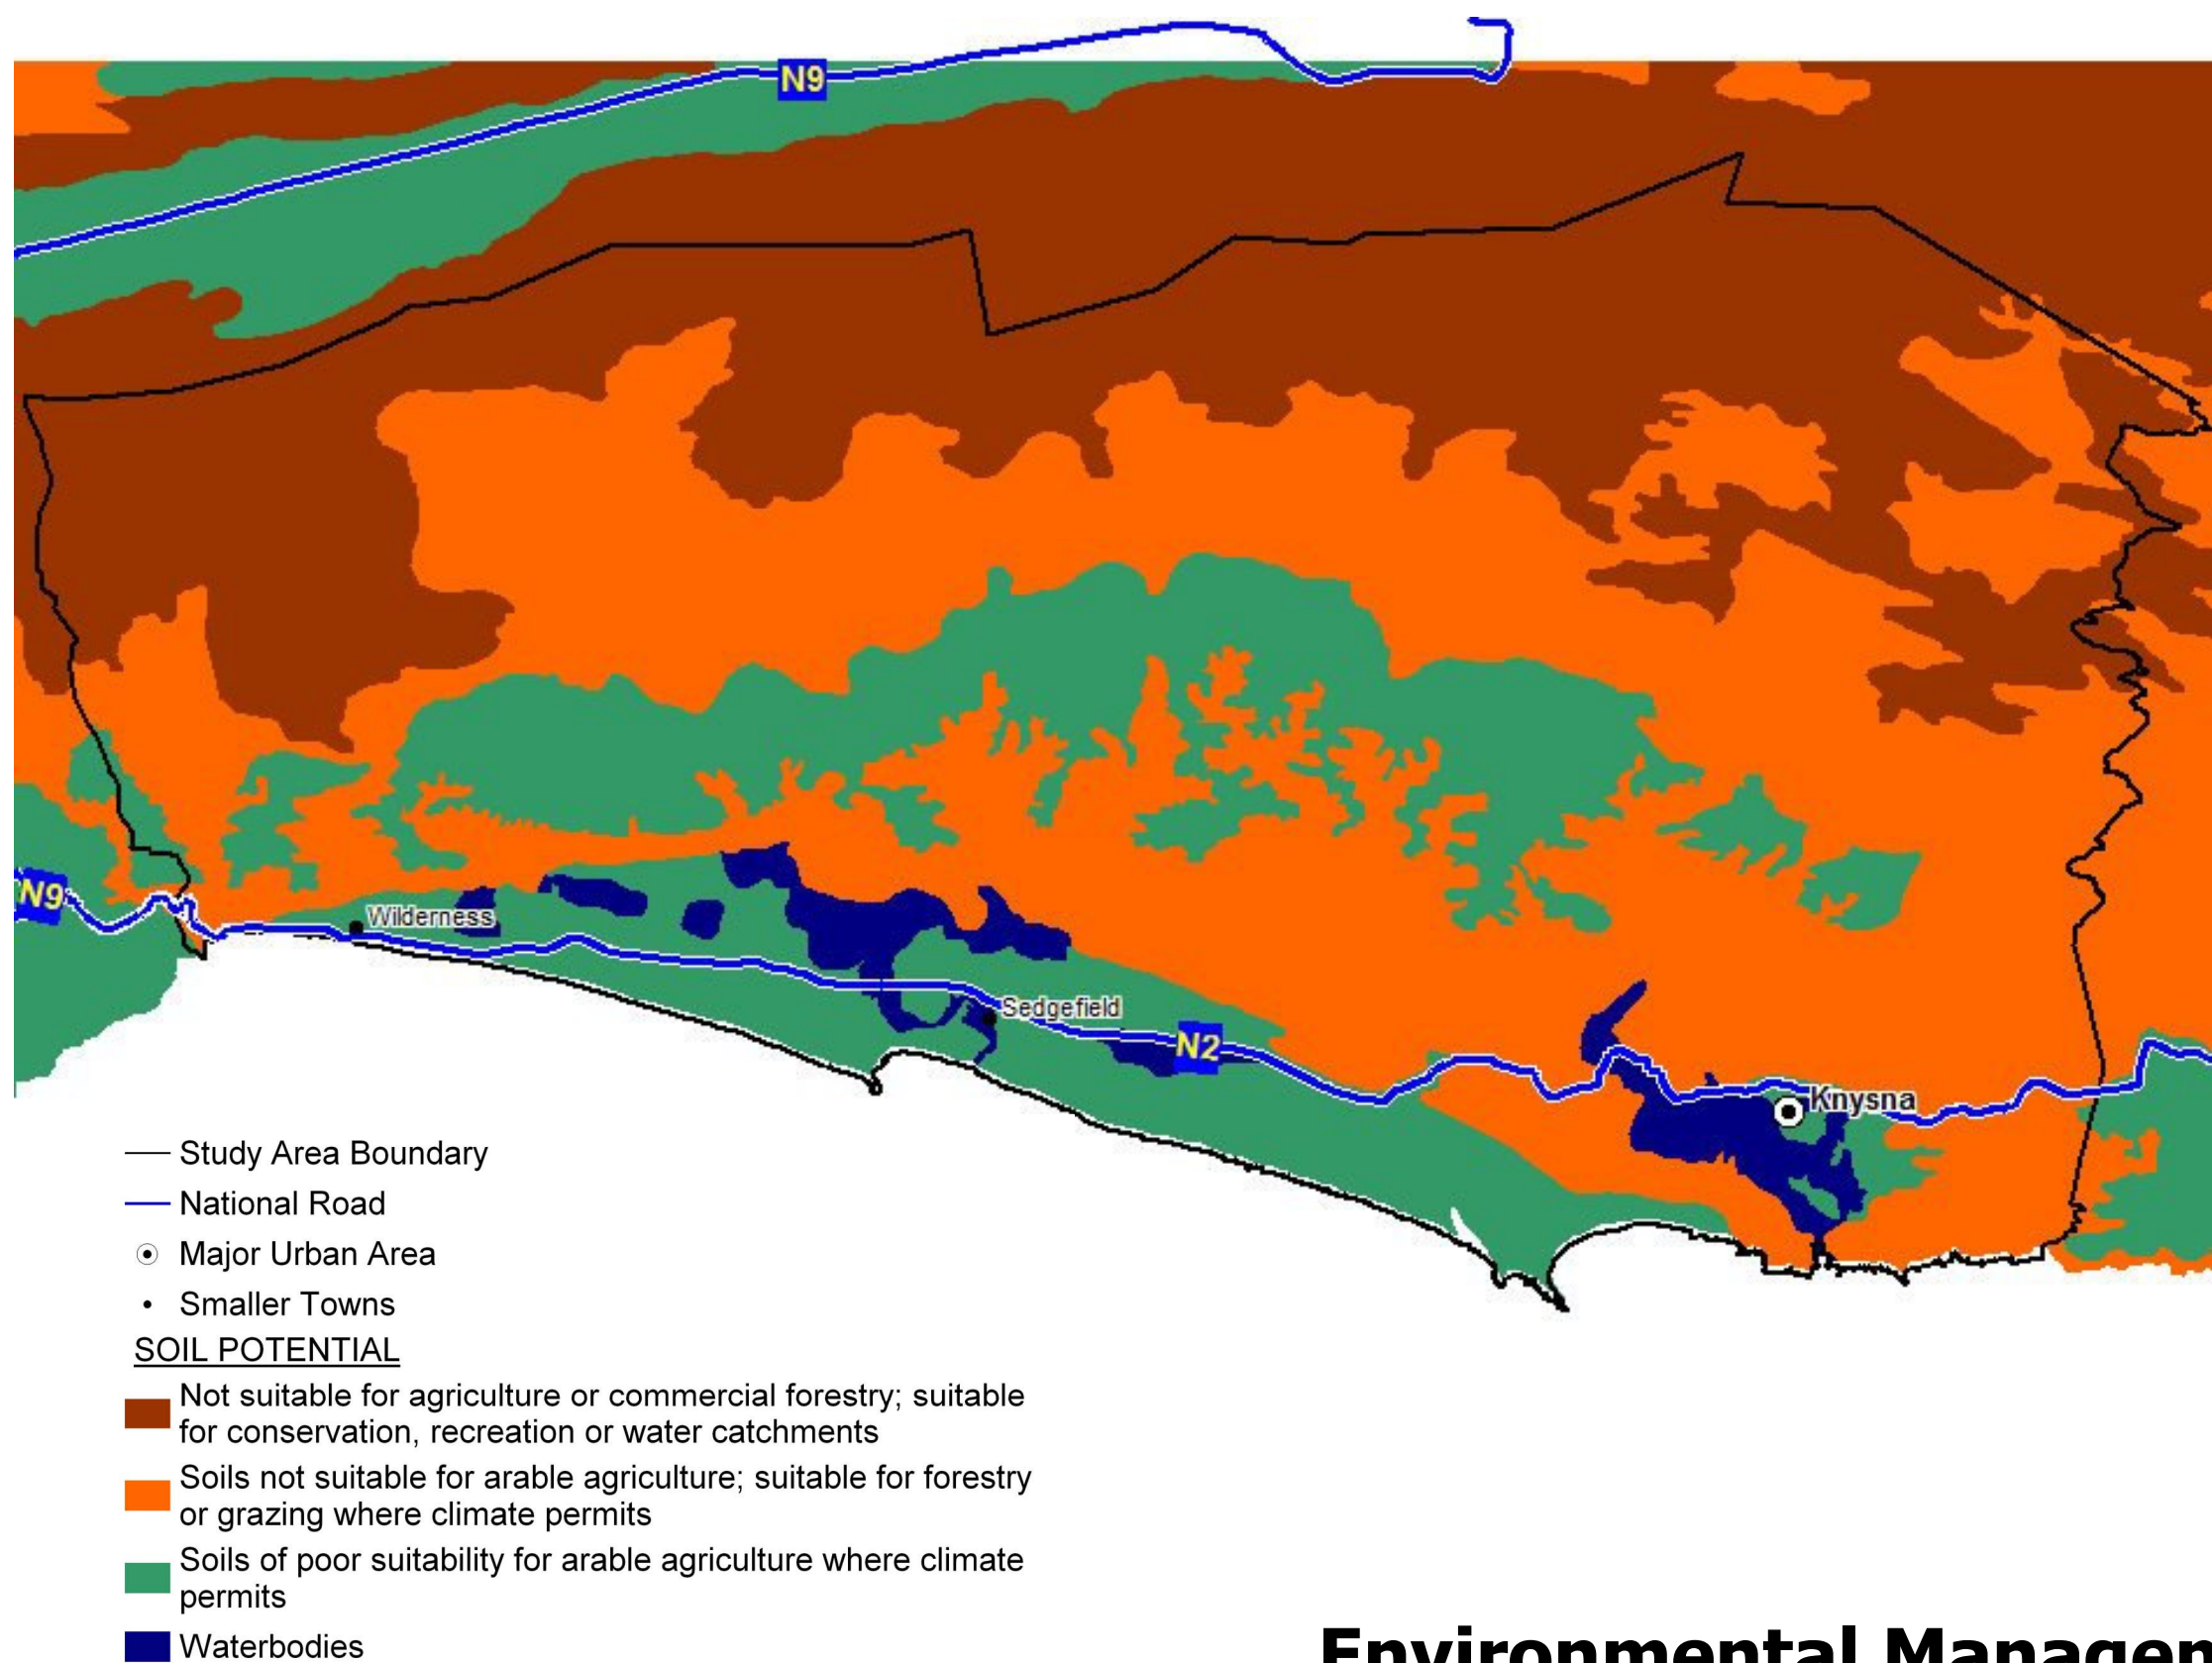 N9
N9
Wilderness
Sedgefield
N2
Knysna
Study Area Boundary
National Road
Major Urban Area
Smaller Towns
SOIL POTENTIAL
Not suitable for agriculture or commercial forestry; suitable
for conservation, recreation or water catchments
Soils not suitable for arable agriculture; suitable for forestry
or grazing where climate permits
Soils of poor suitability for arable agriculture where climate
permits
Waterbodies
Environmental Managem